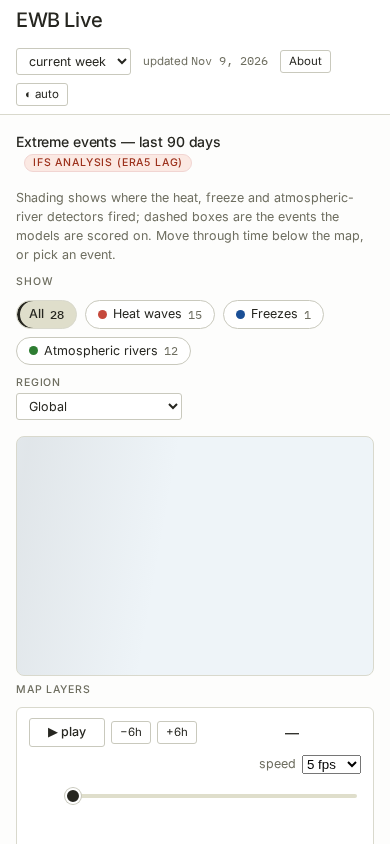 EWB Live
current week updated Nov 9, 2026 About
auto
Extreme events — last 90 days
IFS ANALYSIS (ERA5 LAG)
Shading shows where the heat, freeze and atmospheric-
river detectors fired; dashed boxes are the events the
models are scored on. Move through time below the map,
or pick an event.
SHOW
All 28 Heat waves 15 Freezes 1
Atmospheric rivers 12
REGION
Global
MAP LAYERS
▶ play −6h +6h —
speed 5 fps